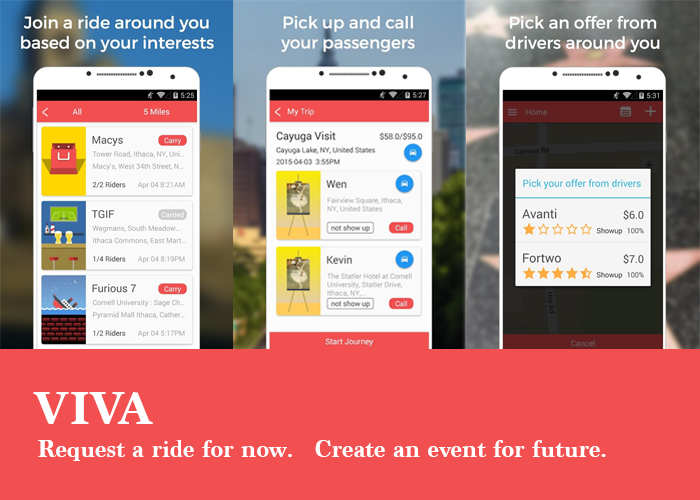 Join a ride around you
based on your interests
5:25
All 5 Miles
Macys Carry
Tower Road, Ithaca, NY, Uni...
Macy's, West 34th Street, N...
2/2 Riders Apr 04 8:21AM
TGIF Carried
Wegmans, South Meadow...
Ithaca Commons, East Mart...
1/4 Riders Apr 04 8:19PM
Furious 7 Carry
Cornell University : Sage Ch...
Pyramid Mall Ithaca, Cather...
1/2 Riders Apr 04 5:17PM
Pick up and call
your passengers
5:27
My Trip
Cayuga Visit $58.0/$95.0
Cayuga Lake, NY, United States
2015-04-03 3:55PM
Wen
Fairview Square, Ithaca,
NY, United States
not show up Call
Kevin
The Statler Hotel at Cornell
University, Statler Drive,
Ithaca, NY,...
not show up Call
Start Journey
Pick an offer from
drivers around you
5:31
Home
Campus Rd
Pick your offer from drivers
Avanti $6.0
Showup 100%
Fortwo $7.0
Showup 100%
Cancel
VIVA
Request a ride for now. Create an event for future.